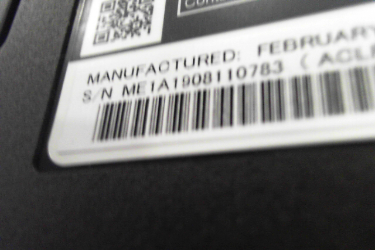 MANUFACTURED: FEBRUARY
S/N ME1A1908110783 (ACL